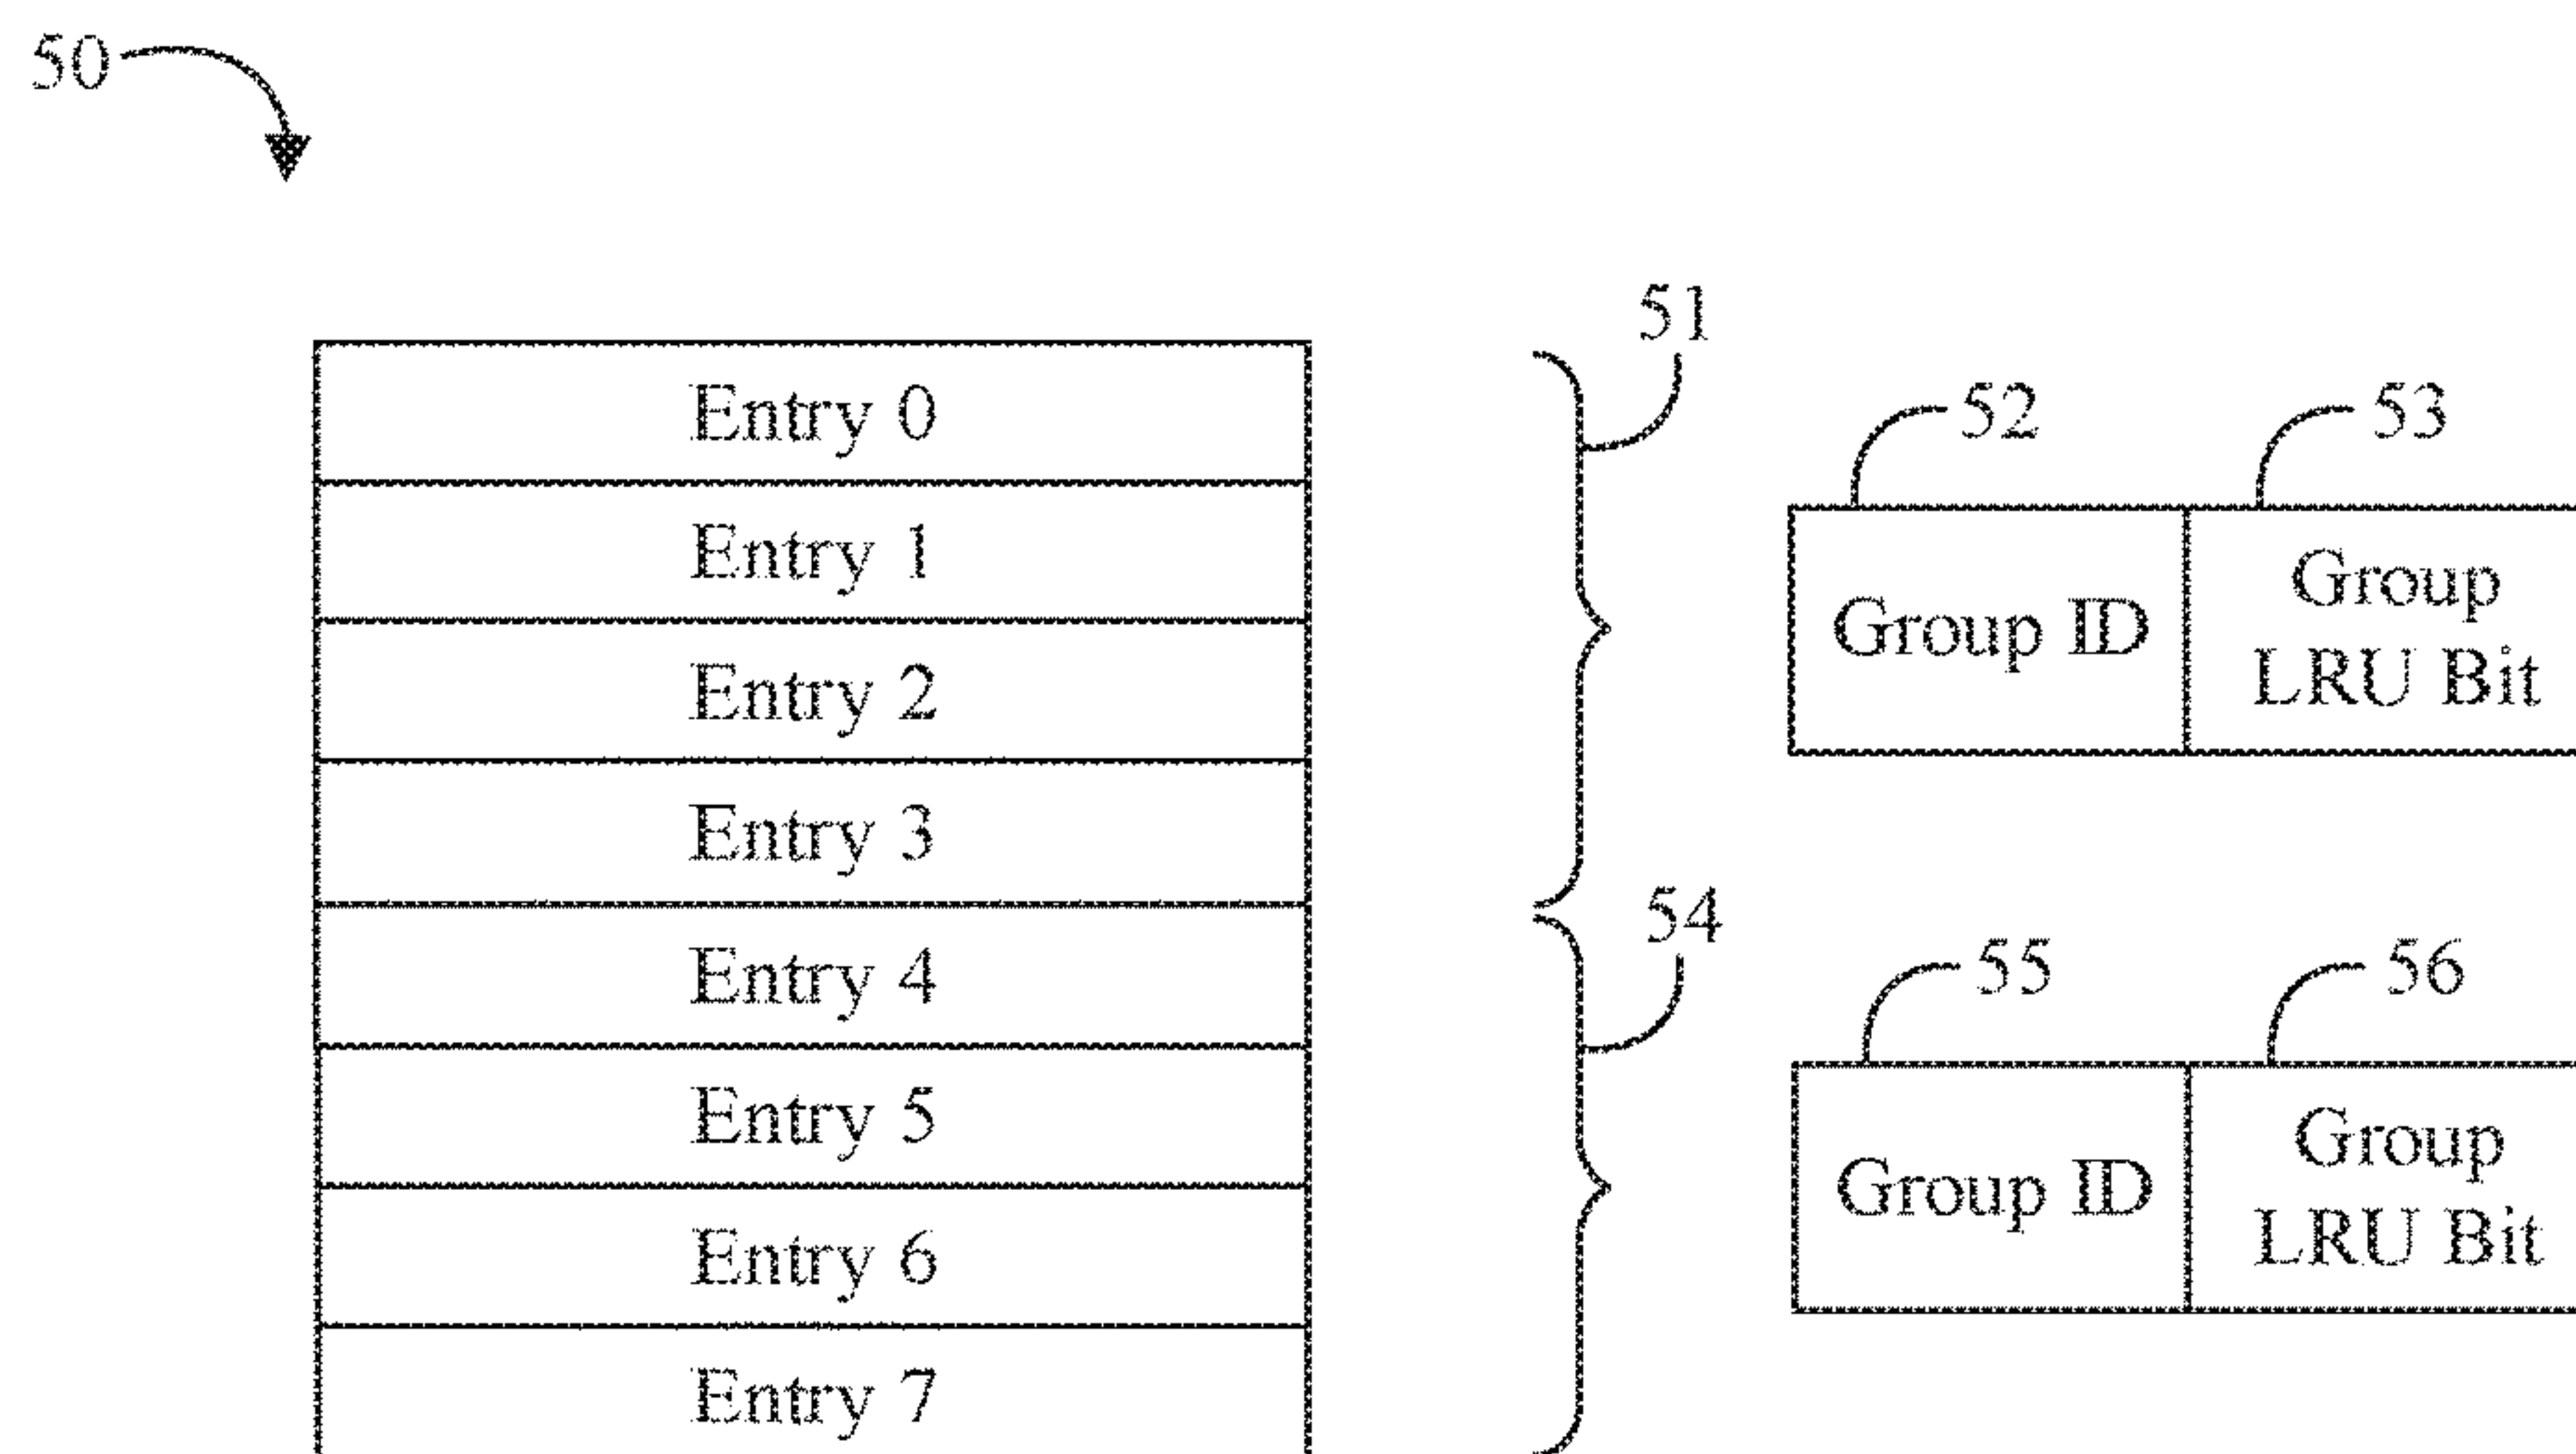 50
51
Entry 0
52
53
Entry 1
Group ID
Group
LRU Bit
Entry 2
Entry 3
54
Entry 4
55
56
Entry 5
Group ID
Group
LRU Bit
Entry 6
Entry 7